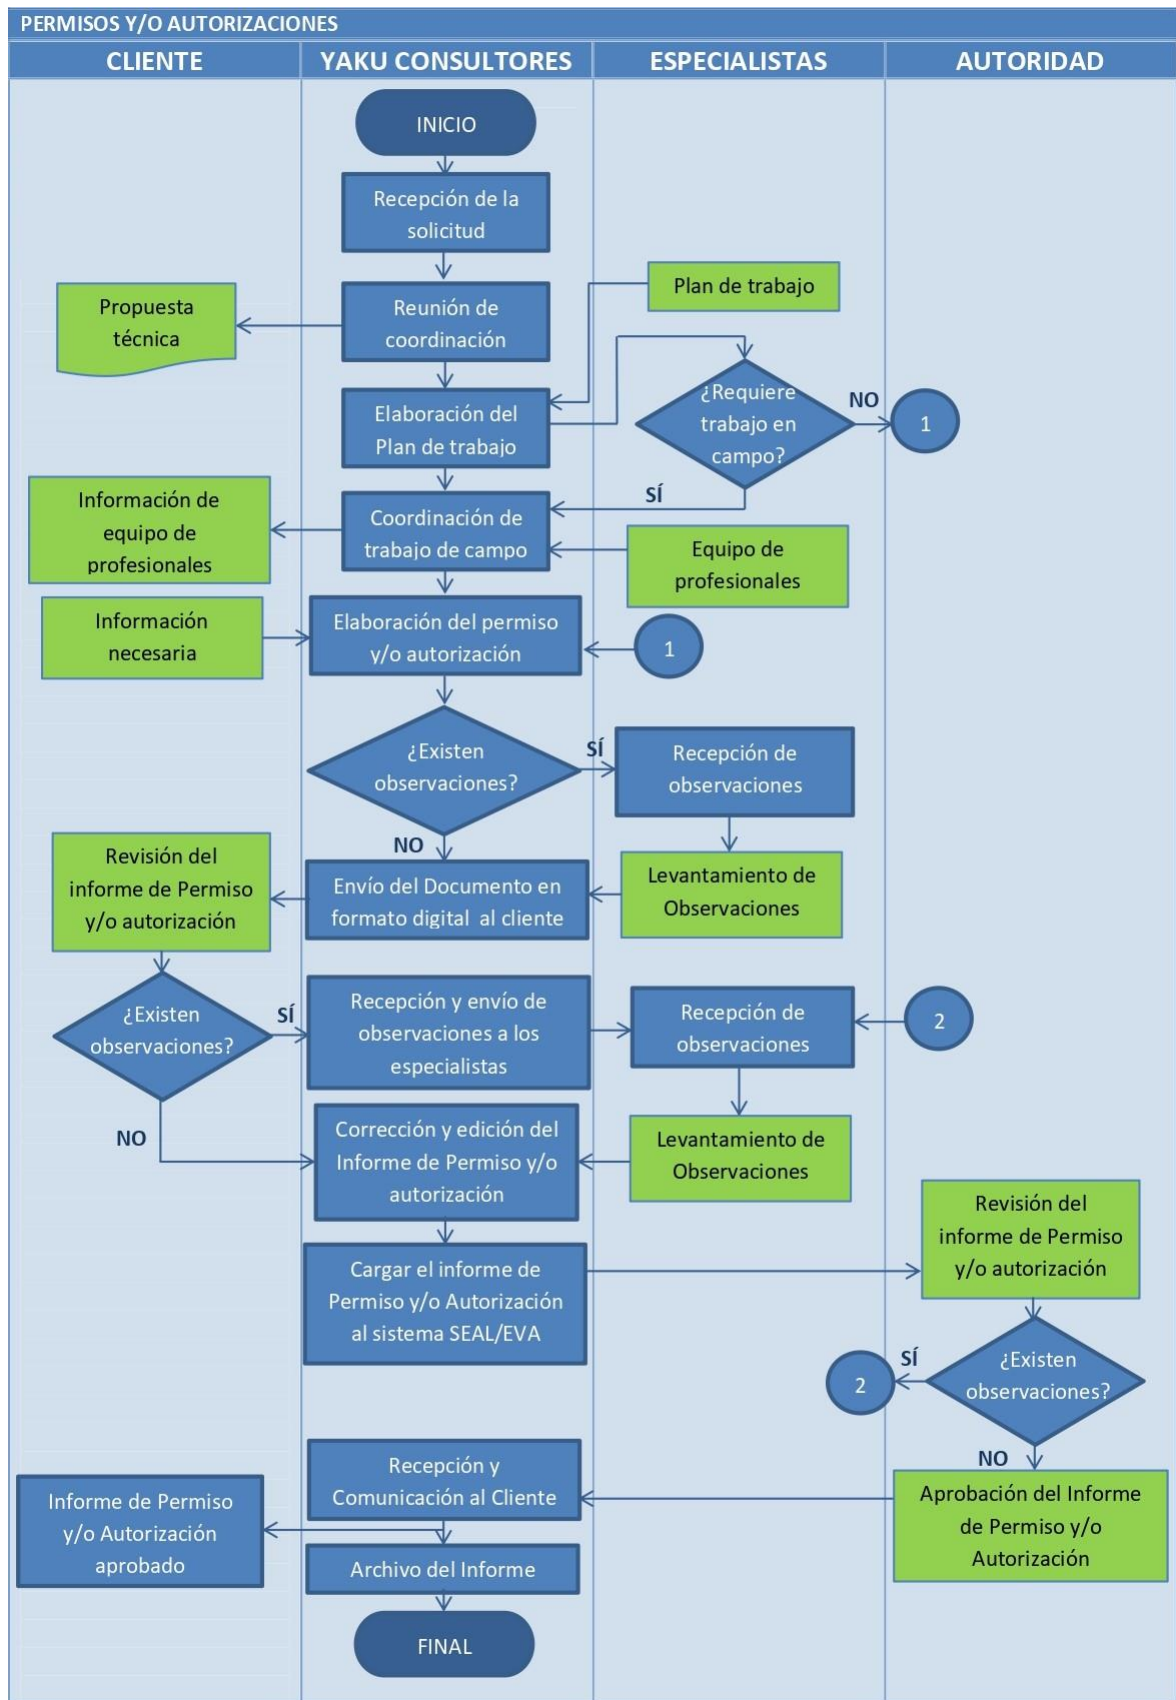 PERMISOS Y/O AUTORIZACIONES
CLIENTE
YAKU CONSULTORES
ESPECIALISTAS
AUTORIDAD
INICIO
Recepción de la
solicitud
Plan de trabajo
Propuesta
técnica
Reunión de
coordinación
¿Requiere
trabajo en
campo?
NO
1
Elaboración del
Plan de trabajo
SÍ
Información de
equipo de
profesionales
Coordinación de
trabajo de campo
Equipo de
profesionales
Información
necesaria
Elaboración del permiso
y/o autorización
1
¿Existen
observaciones?
SÍ
Recepción de
observaciones
NO
Revisión del
informe de Permiso
y/o autorización
Envío del Documento en
formato digital al cliente
Levantamiento de
Observaciones
¿Existen
observaciones?
SÍ
Recepción y envío de
observaciones a los
especialistas
Recepción de
observaciones
2
NO
Corrección y edición del
Informe de Permiso y/o
autorización
Levantamiento de
Observaciones
Revisión del
informe de Permiso
y/o autorización
Cargar el informe de
Permiso y/o Autorización
al sistema SEAL/EVA
¿Existen
observaciones?
SÍ
2
NO
Recepción y
Comunicación al Cliente
Aprobación del Informe
de Permiso y/o
Autorización
Informe de Permiso
y/o Autorización
aprobado
Archivo del Informe
FINAL